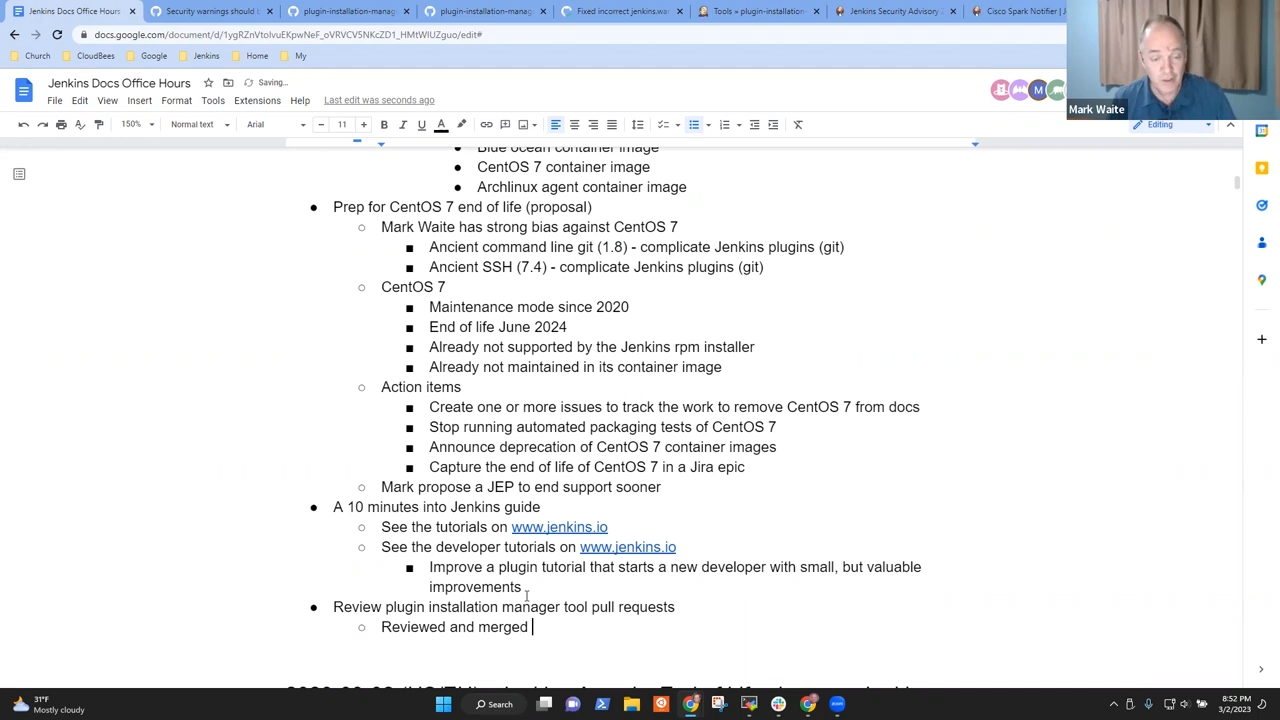 Jenkins Docs Office Hours
Security warnings should i
plugin-installation-manag
plugin-installation-manag
Fixed incorrect jenkins.wa
Tools » plugin-installation
Jenkins Security Advisory
Cisco Spark Notifier | Je
docs.google.com/document/d/1ygRZnVtolvuEKpwNeF_oVRVCV5NKcZD1_HMtWIUZguo/edit#
Church
CloudBees
Google
Jenkins
Home
My
Jenkins Docs Office Hours
Saving...
File Edit View Insert Format Tools Extensions Help Last edit was seconds ago
M
Mark Waite
150% Normal text Arial 11 Editing
Blue ocean container image
CentOS 7 container image
Archlinux agent container image
Prep for CentOS 7 end of life (proposal)
Mark Waite has strong bias against CentOS 7
Ancient command line git (1.8) - complicate Jenkins plugins (git)
Ancient SSH (7.4) - complicate Jenkins plugins (git)
CentOS 7
Maintenance mode since 2020
End of life June 2024
Already not supported by the Jenkins rpm installer
Already not maintained in its container image
Action items
Create one or more issues to track the work to remove CentOS 7 from docs
Stop running automated packaging tests of CentOS 7
Announce deprecation of CentOS 7 container images
Capture the end of life of CentOS 7 in a Jira epic
Mark propose a JEP to end support sooner
A 10 minutes into Jenkins guide
See the tutorials on www.jenkins.io
See the developer tutorials on www.jenkins.io
Improve a plugin tutorial that starts a new developer with small, but valuable
improvements
Review plugin installation manager tool pull requests
Reviewed and merged
31°F
Mostly cloudy
Search
8:52 PM
3/2/2023